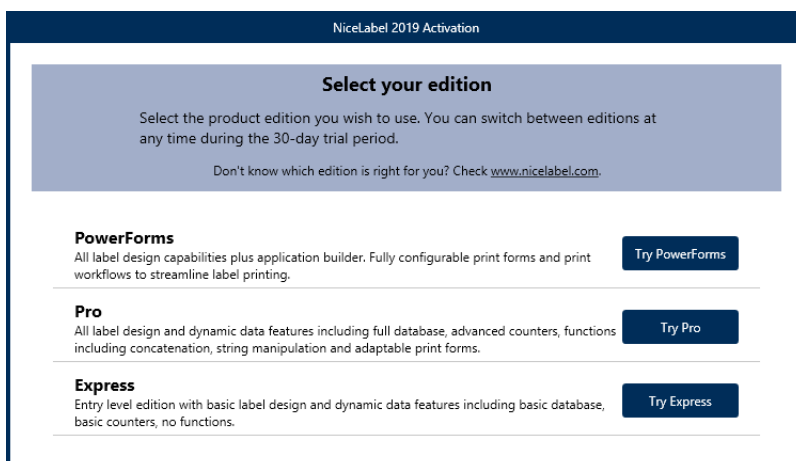 NiceLabel 2019 Activation
Select your edition
Select the product edition you wish to use. You can switch between editions at
any time during the 30-day trial period.
Don't know which edition is right for you? Check www.nicelabel.com.
PowerForms
All label design capabilities plus application builder. Fully configurable print forms and print
workflows to streamline label printing.
Try PowerForms
Pro
All label design and dynamic data features including full database, advanced counters, functions
including concatenation, string manipulation and adaptable print forms.
Try Pro
Express
Entry level edition with basic label design and dynamic data features including basic database,
basic counters, no functions.
Try Express